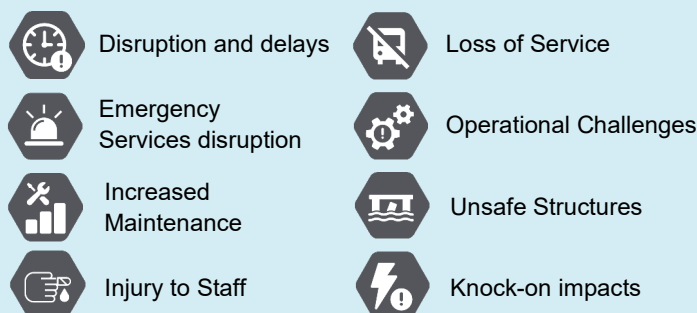 Disruption and delays
Loss of Service
Emergency
Services disruption
Operational Challenges
Increased
Maintenance
Unsafe Structures
Injury to Staff
Knock-on impacts